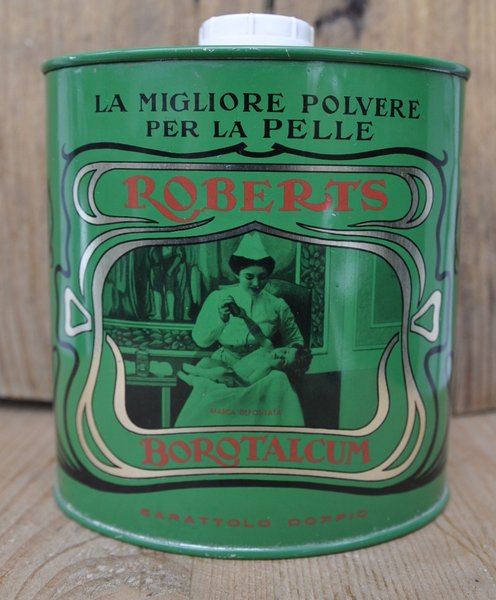 LA MIGLIORE POLVERE
PER LA PELLE
ROBERTS
MARCA DEPOSITATA
BOROTALCUM
BARATTOLO DOPPIO